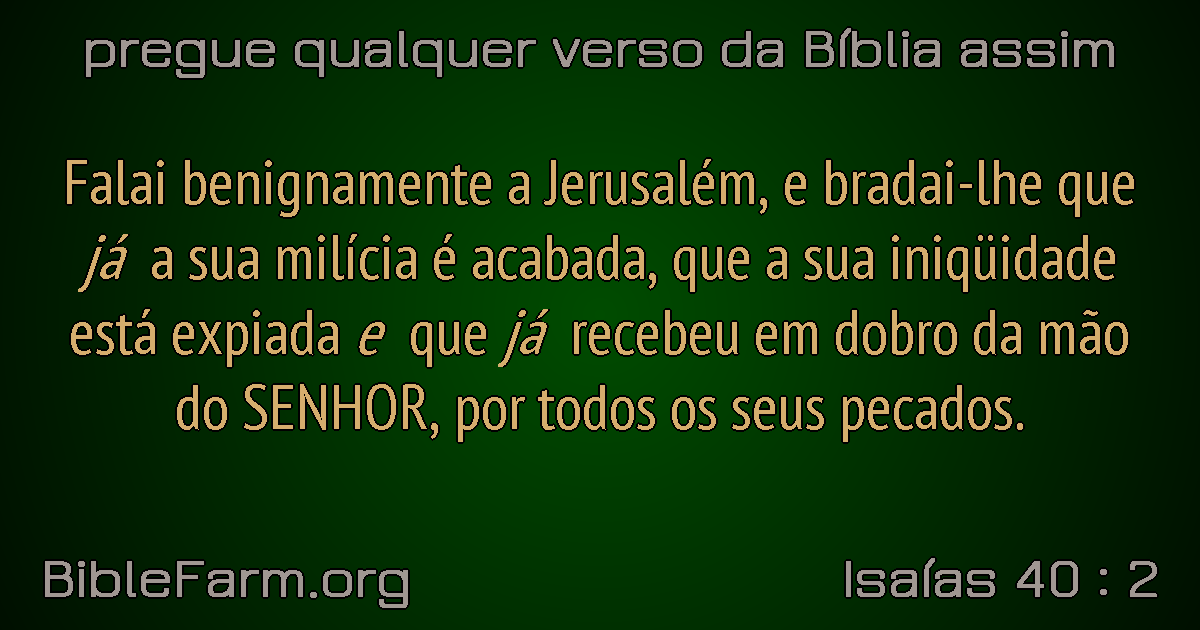 pregue qualquer verso da Bíblia assim
Falai benignamente a Jerusalém, e bradai-lhe que
já a sua milícia é acabada, que a sua iniqüidade
está expiada e que já recebeu em dobro da mão
do SENHOR, por todos os seus pecados.
BibleFarm.org
Isaías 40 : 2